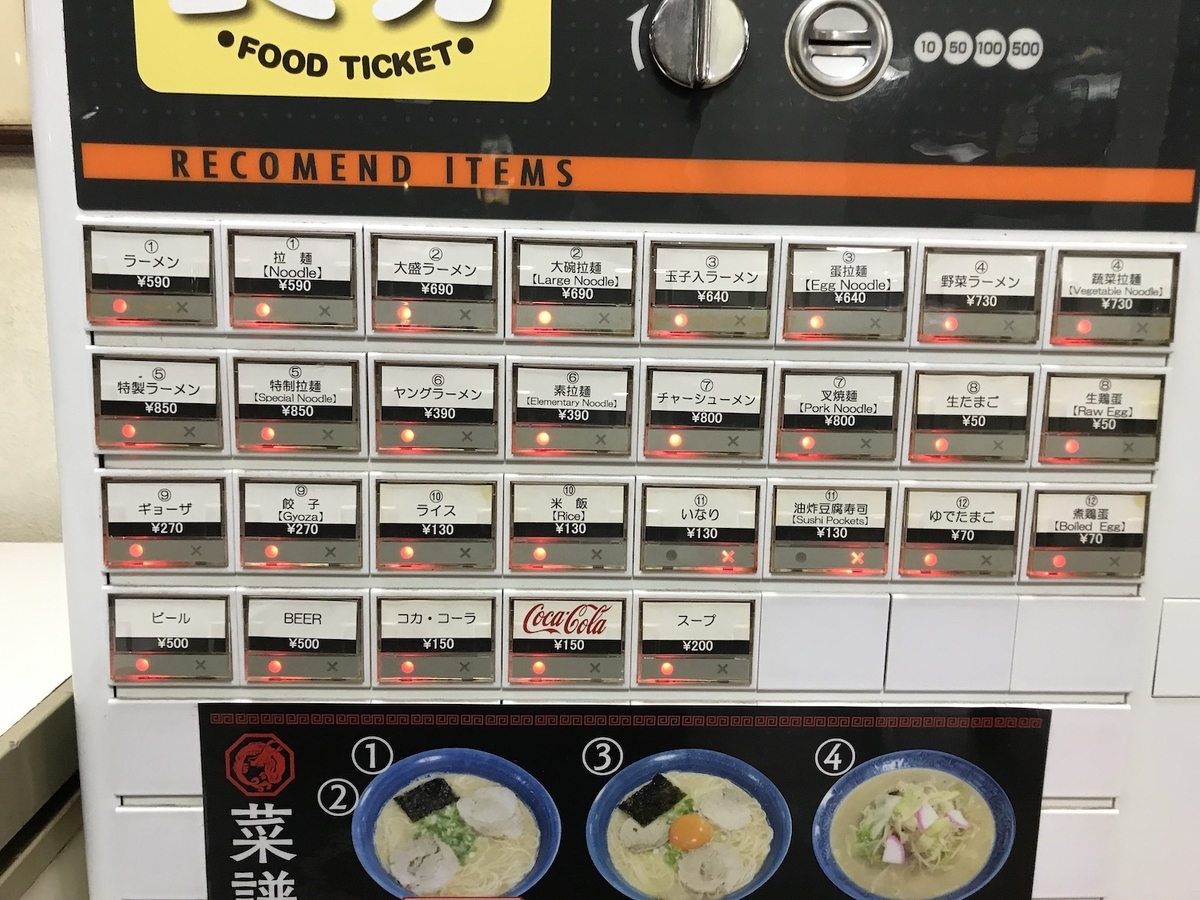 •FOOD TICKET•
10 50 100 500
RECOMEND ITEMS
①
ラーメン
¥590
①
拉 麺
【Noodle】
¥590
②
大盛ラーメン
¥690
②
大碗拉麺
【Large Noodle】
¥690
③
玉子入ラーメン
¥640
③
蛋拉麺
【Egg Noodle】
¥640
④
野菜ラーメン
¥730
④
蔬菜拉麺
【Vegetable Noodle】
¥730
⑤
特製ラーメン
¥850
⑤
特制拉麺
【Special Noodle】
¥850
⑥
ヤングラーメン
¥390
⑥
素拉麺
【Elementary Noodle】
¥390
⑦
チャーシューメン
¥800
⑦
叉焼麺
【Pork Noodle】
¥800
⑧
生たまご
¥50
⑧
生鶏蛋
【Raw Egg】
¥50
⑨
ギョーザ
¥270
⑨
餃 子
【Gyoza】
¥270
⑩
ライス
¥130
⑩
米 飯
【Rice】
¥130
⑪
いなり
¥130
⑪
油炸豆腐寿司
【Sushi Pockets】
¥130
⑫
ゆでたまご
¥70
⑫
煮鶏蛋
【Boiled Egg】
¥70
ビール
¥500
BEER
¥500
コカ・コーラ
¥150
Coca-Cola
¥150
スープ
¥200
菜譜
①
②
③
④